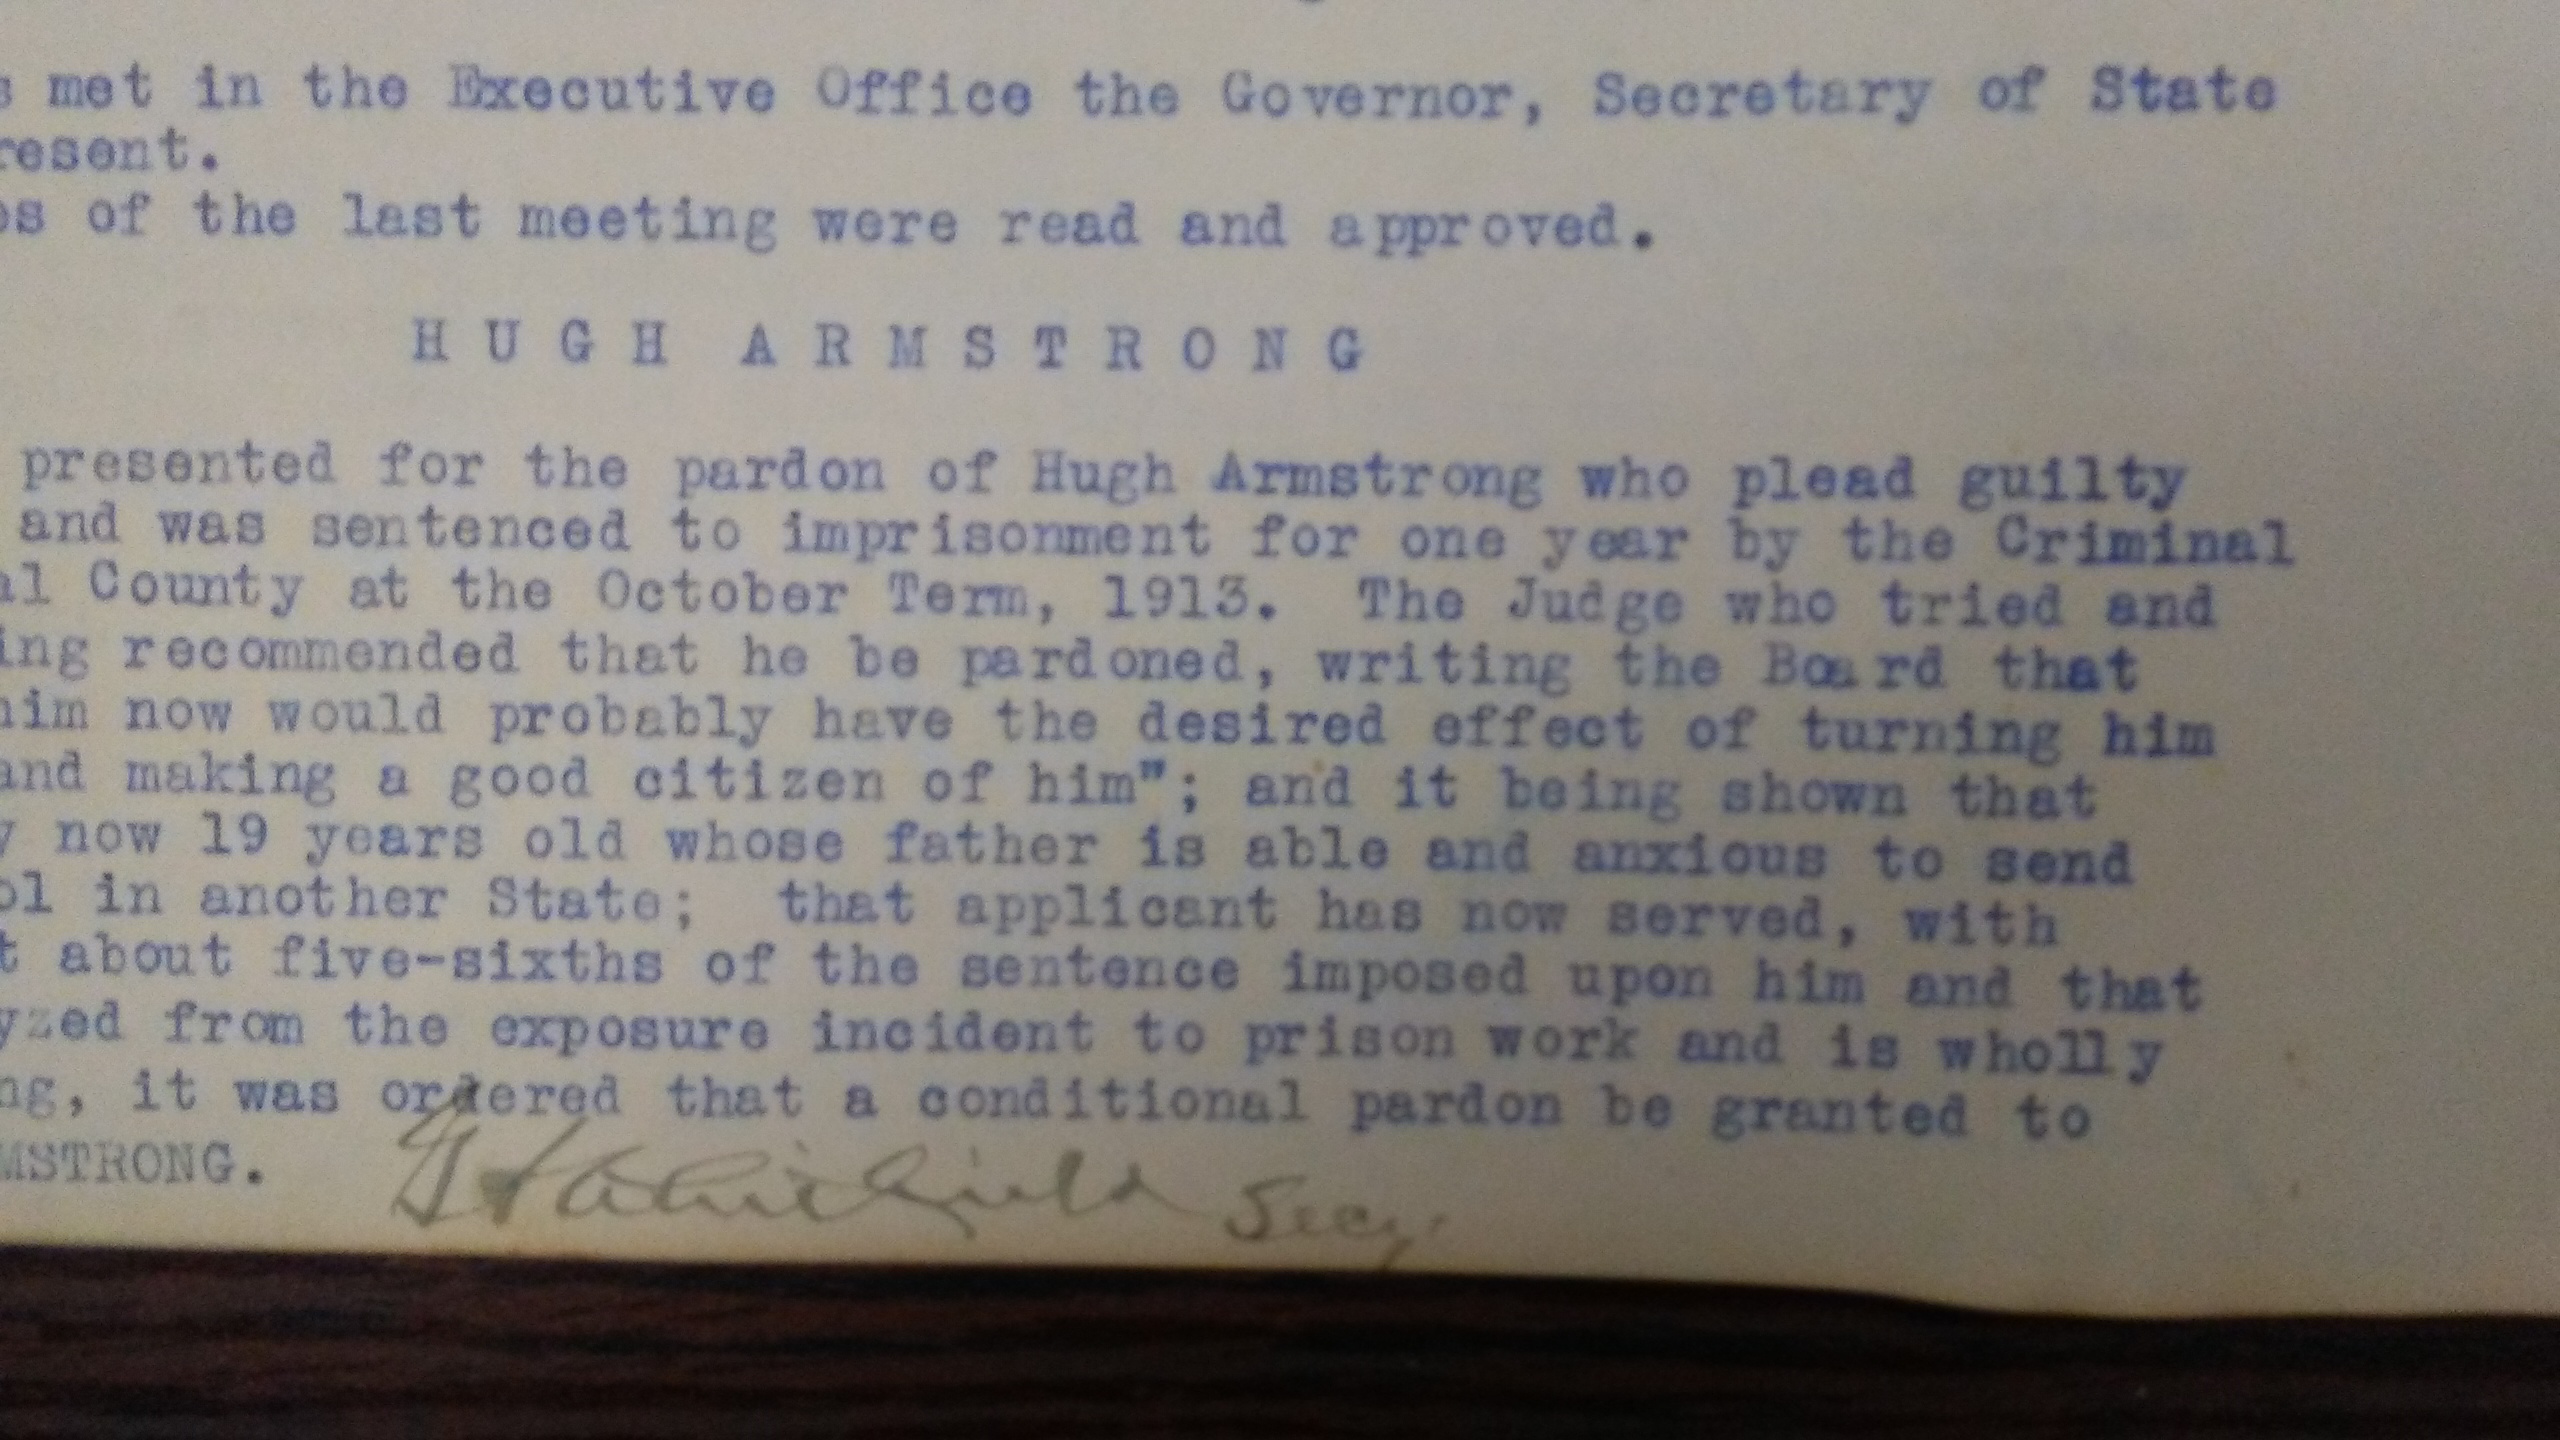 met in the Executive Office the Governor, Secretary of State
resent.
s of the last meeting were read and approved.
HUGH ARMSTRONG
presented for the pardon of Hugh Armstrong who plead guilty
and was sentenced to imprisonment for one year by the Criminal
al County at the October Term, 1913. The Judge who tried and
ing recommended that he be pardoned, writing the Board that
him now would probably have the desired effect of turning him
and making a good citizen of him"; and it being shown that
y now 19 years old whose father is able and anxious to send
ol in another State; that applicant has now served, with
t about five-sixths of the sentence imposed upon him and that
yzed from the exposure incident to prison work and is wholly
ng, it was ordered that a conditional pardon be granted to
MSTRONG.
Secy.